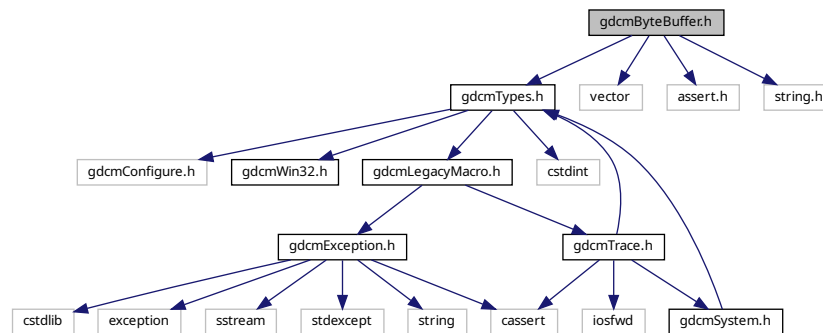 gdcmByteBuffer.h
gdcmTypes.h
vector
assert.h
string.h
gdcmConfigure.h
gdcmWin32.h
gdcmLegacyMacro.h
cstdint
gdcmException.h
gdcmTrace.h
cstdlib
exception
sstream
stdexcept
string
cassert
iosfwd
gdcmSystem.h